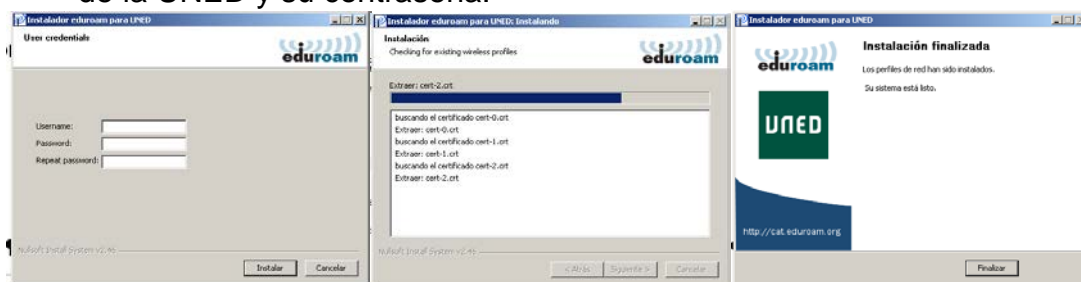 de la UNED y su contraseña.
Instalador eduroam para UNED
User credentials
eduroam
Username:
Password:
Repeat password:
Nullsoft Install System v2.46
Instalar
Cancelar
Instalador eduroam para UNED: Instalando
Instalación
Checking for existing wireless profiles
eduroam
Extraer: cert-2.crt
buscando el certificado cert-0.crt
Extraer: cert-0.crt
buscando el certificado cert-1.crt
Extraer: cert-1.crt
buscando el certificado cert-2.crt
Extraer: cert-2.crt
Nullsoft Install System v2.46
< Atrás
Siguiente >
Cancelar
Instalador eduroam para UNED
eduroam
UNED
http://cat.eduroam.org
Instalación finalizada
Los perfiles de red han sido instalados.
Su sistema está listo.
Finalizar